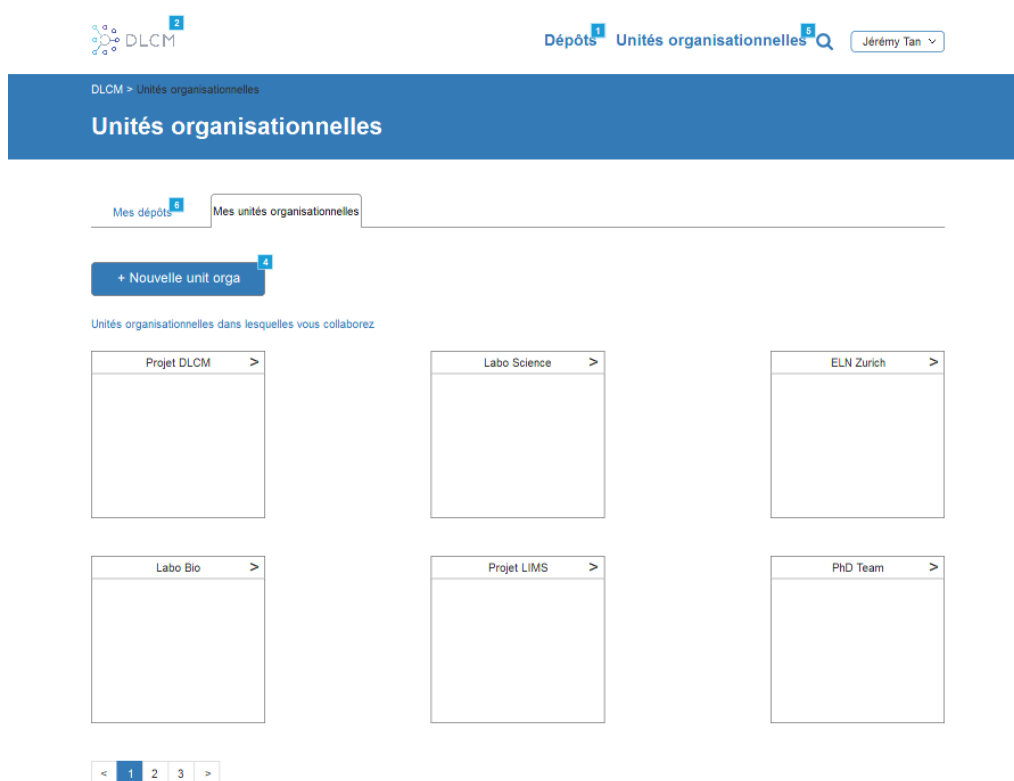 2
DLCM
Dépôts 1 Unités organisationnelles 5 Jérémy Tan
DLCM > Unités organisationnelles
Unités organisationnelles
Mes dépôts 6 Mes unités organisationnelles
4
+ Nouvelle unit orga
Unités organisationnelles dans lesquelles vous collaborez
Projet DLCM > Labo Science > ELN Zurich >
Labo Bio > Projet LIMS > PhD Team >
< 1 2 3 >